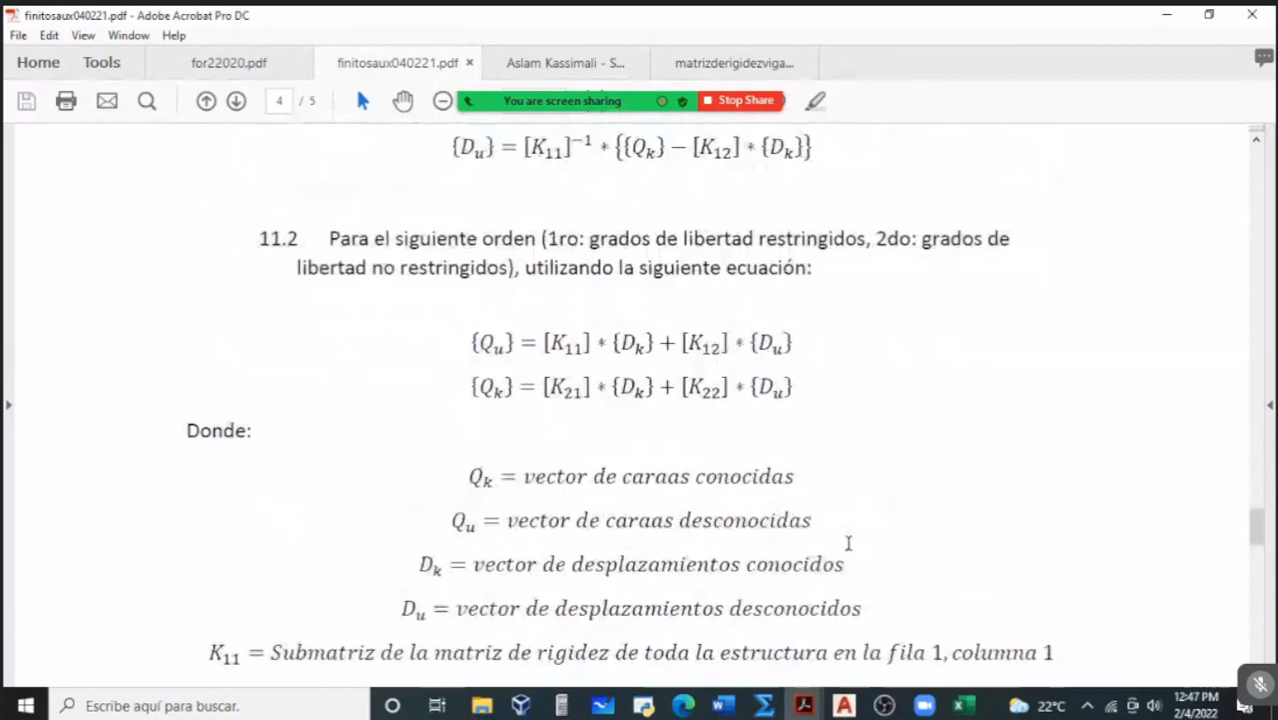 finitosaux040221.pdf - Adobe Acrobat Pro DC
File Edit View Window Help
Home Tools for22020.pdf finitosaux040221.pdf × Aslam Kassimali - S... matrizderigidezviga...
4 / 5 You are screen sharing Stop Share
{D_u} = [K_11]^−1 * {{Q_k} − [K_12] * {D_k}}
11.2 Para el siguiente orden (1ro: grados de libertad restringidos, 2do: grados de
libertad no restringidos), utilizando la siguiente ecuación:
{Q_u} = [K_11] * {D_k} + [K_12] * {D_u}
{Q_k} = [K_21] * {D_k} + [K_22] * {D_u}
Donde:
Q_k = vector de caraas conocidas
Q_u = vector de caraas desconocidas
D_k = vector de desplazamientos conocidos
D_u = vector de desplazamientos desconocidos
K_11 = Submatriz de la matriz de rigidez de toda la estructura en la fila 1, columna 1
Escribe aquí para buscar. 22°C 12:47 PM
2/4/2022